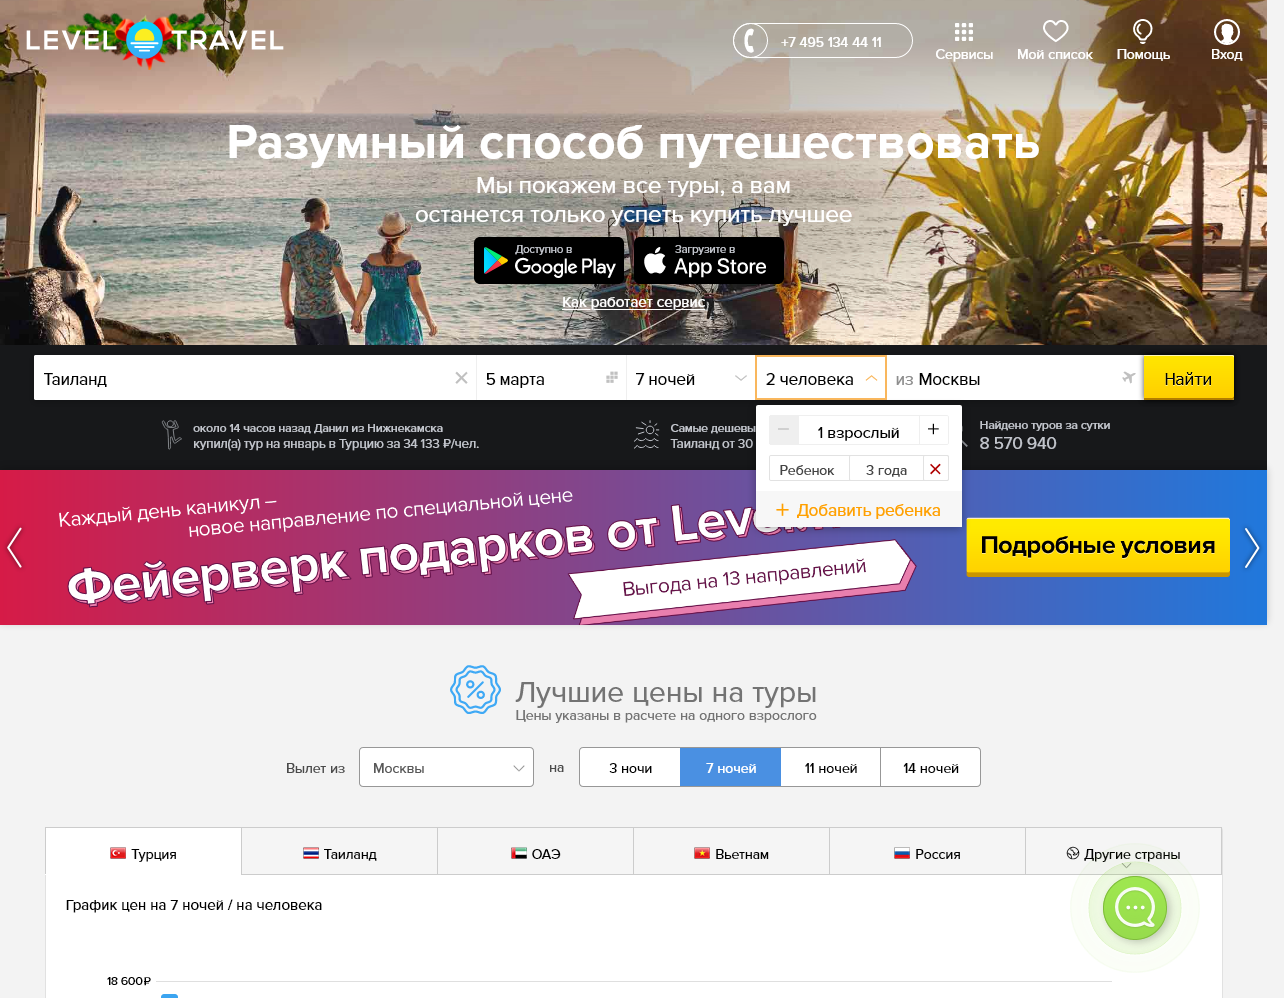 LEVEL TRAVEL
+7 495 134 44 11
Сервисы
Мой список
Помощь
Вход
Разумный способ путешествовать
Мы покажем все туры, а вам
останется только успеть купить лучшее
Доступно в
Google Play
Загрузите в
App Store
Как работает сервис
Таиланд
5 марта
7 ночей
2 человека
из Москвы
Найти
около 14 часов назад Данил из Нижнекамска
купил(а) тур на январь в Турцию за 34 133 ₽/чел.
Самые дешевы
Таиланд от 30
Найдено туров за сутки
8 570 940
1 взрослый
Ребенок
3 года
Добавить ребенка
Каждый день каникул –
новое направление по специальной цене
Фейерверк подарков от Level
Выгода на 13 направлений
Подробные условия
Лучшие цены на туры
Цены указаны в расчете на одного взрослого
Вылет из
Москвы
на
3 ночи
7 ночей
11 ночей
14 ночей
Турция
Таиланд
ОАЭ
Вьетнам
Россия
Другие страны
График цен на 7 ночей / на человека
18 600₽